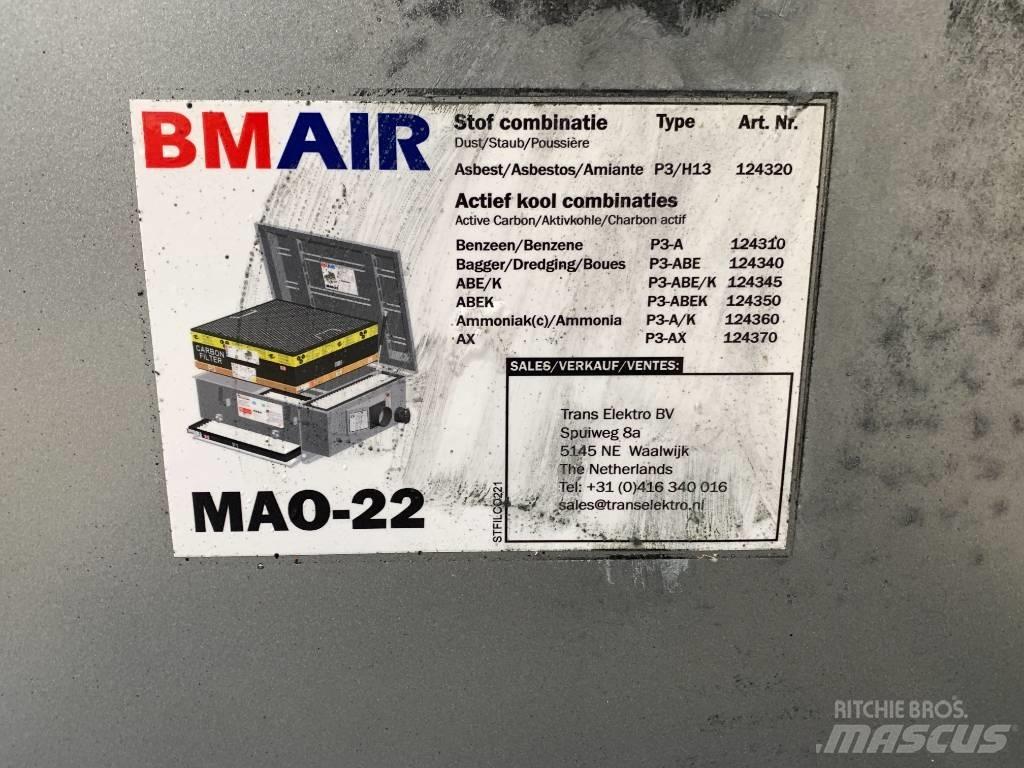 BMAIR
Stof combinatie Type Art. Nr.
Dust/Staub/Poussière
Asbest/Asbestos/Amiante P3/H13 124320
Actief kool combinaties
Active Carbon/Aktivkohle/Charbon actif
Benzeen/Benzene P3-A 124310
Bagger/Dredging/Boues P3-ABE 124340
ABE/K P3-ABE/K 124345
ABEK P3-ABEK 124350
Ammoniak(c)/Ammonia P3-A/K 124360
AX P3-AX 124370
BMAIR
CARBON
FILTER
SALES/VERKAUF/VENTES:
Trans Elektro BV
Spuiweg 8a
5145 NE Waalwijk
The Netherlands
Tel: +31 (0)416 340 016
sales@transelektro.nl
MAO-22
STFILCO221
RITCHIE BROS.
MASCUS